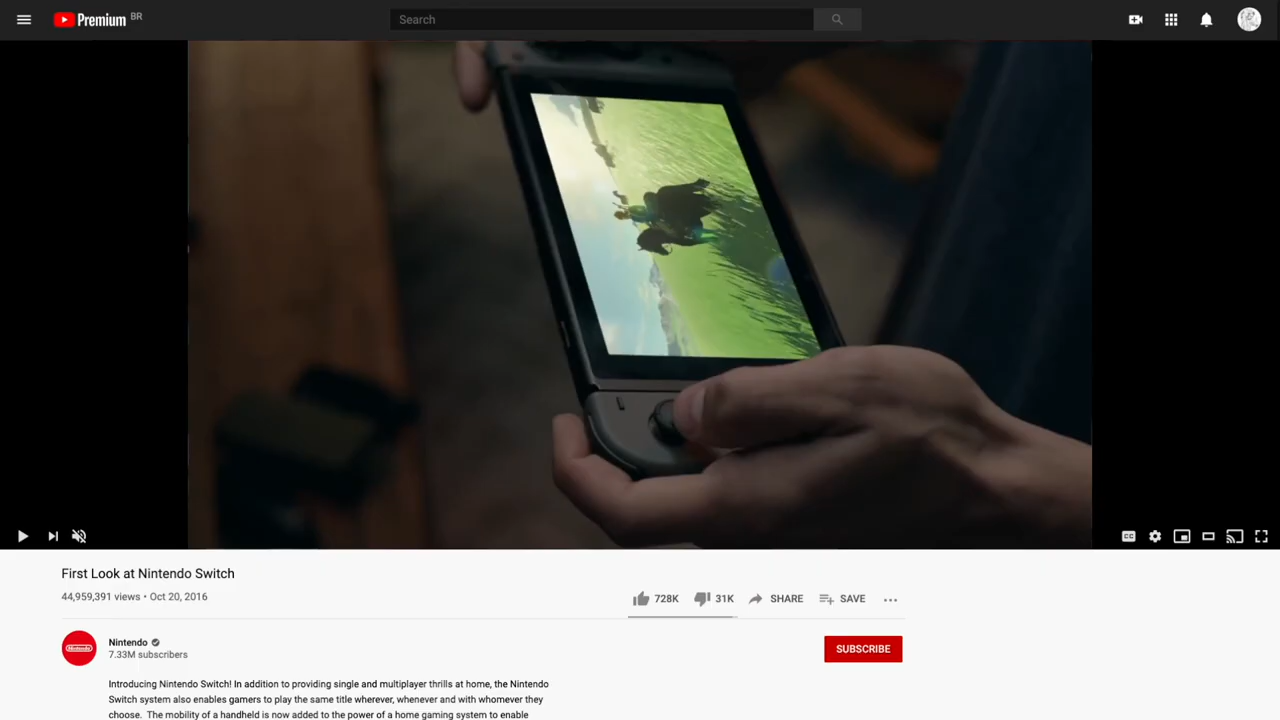 Premium BR
Search
CC
First Look at Nintendo Switch
44,959,391 views • Oct 20, 2016
728K 31K SHARE SAVE
Nintendo
7.33M subscribers
SUBSCRIBE
Nintendo
Introducing Nintendo Switch! In addition to providing single and multiplayer thrills at home, the Nintendo
Switch system also enables gamers to play the same title wherever, whenever and with whomever they
choose. The mobility of a handheld is now added to the power of a home gaming system to enable